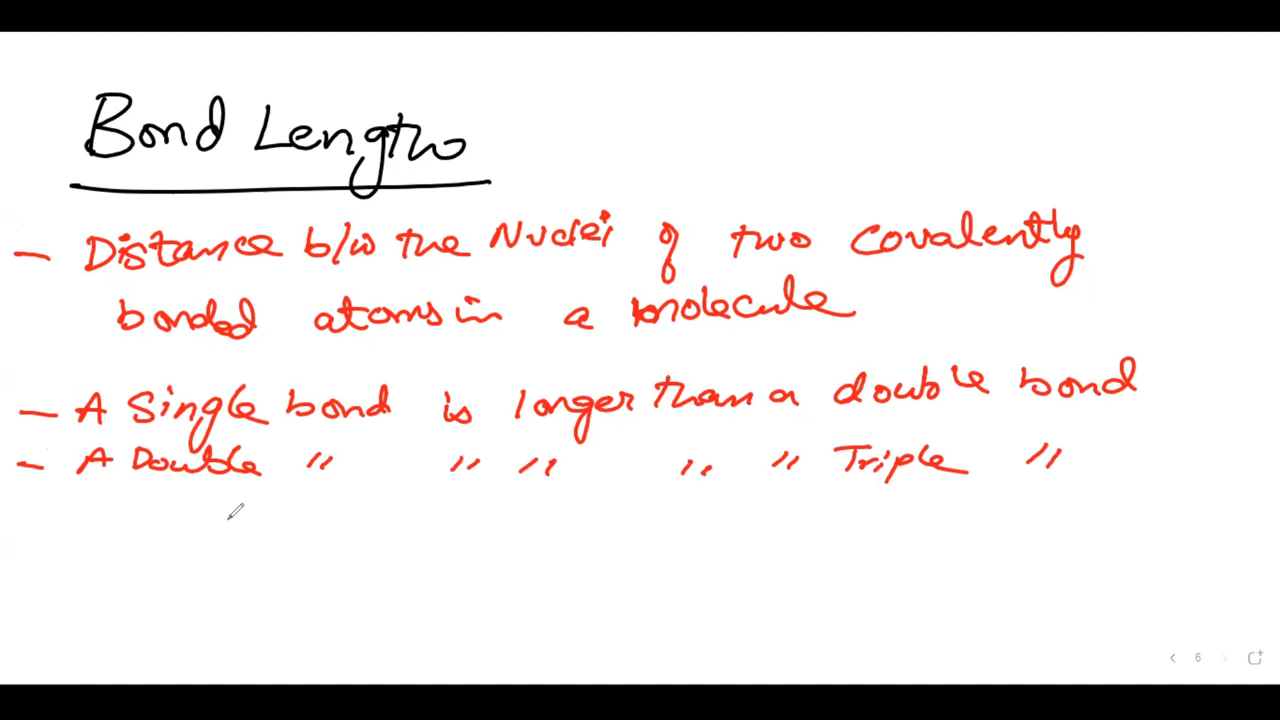 Bond Length
- Distance b/w the Nuclei of two covalently
bonded atoms in a molecule
- A Single bond is longer than a double bond
- A Double " " " " " Triple "
6